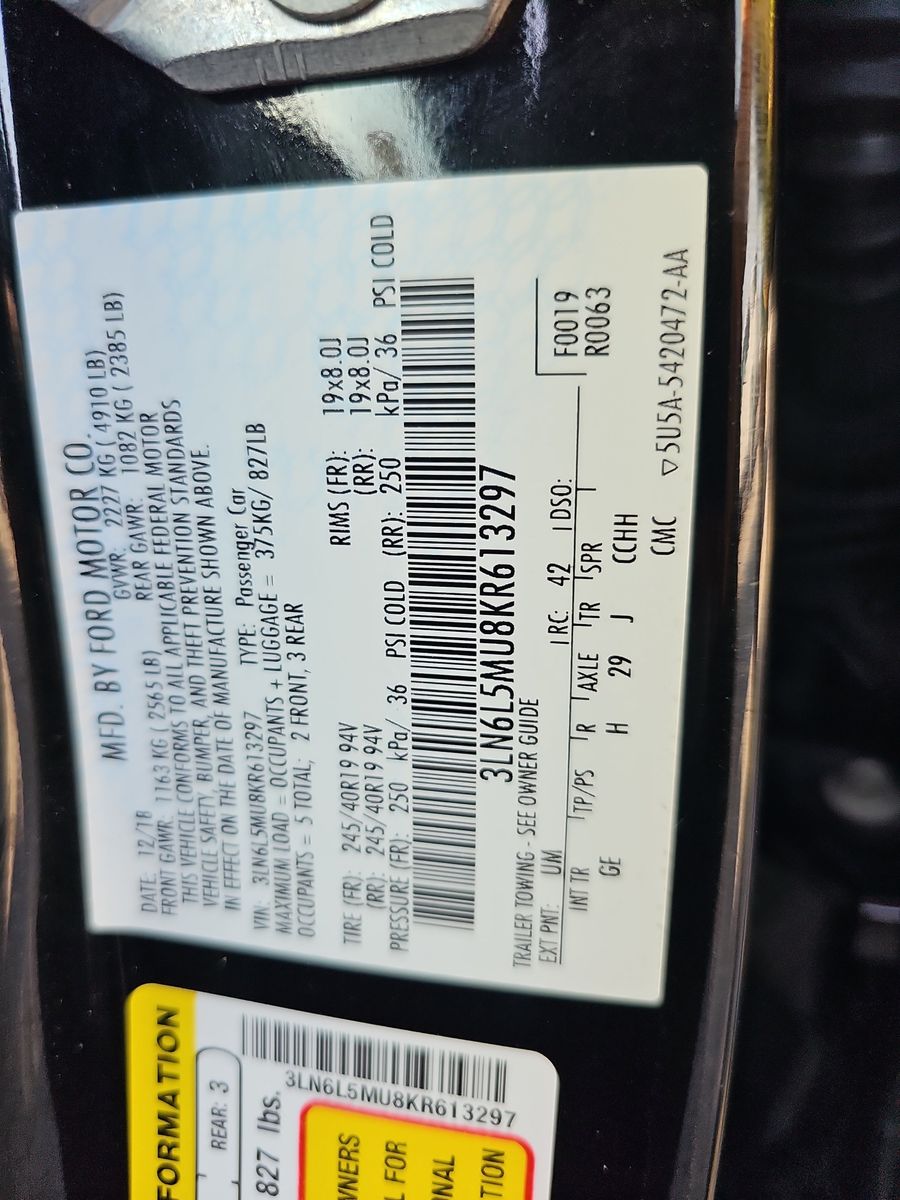 MFD. BY FORD MOTOR CO.
DATE: 12/18 GVWR: 2227 KG ( 4910 LB)
FRONT GAWR: 1163 KG ( 2565 LB) REAR GAWR: 1082 KG ( 2385 LB)
THIS VEHICLE CONFORMS TO ALL APPLICABLE FEDERAL MOTOR
VEHICLE SAFETY, BUMPER, AND THEFT PREVENTION STANDARDS
IN EFFECT ON THE DATE OF MANUFACTURE SHOWN ABOVE.
VIN: 3LN6L5MU8KR613297 TYPE: Passenger Car
MAXIMUM LOAD = OCCUPANTS + LUGGAGE = 375KG/ 827LB
OCCUPANTS = 5 TOTAL; 2 FRONT, 3 REAR
TIRE (FR): 245/40R19 94V RIMS (FR): 19x8.0J
(RR): 245/40R19 94V (RR): 19x8.0J
PRESSURE (FR): 250 kPa/ 36 PSI COLD (RR): 250 kPa/ 36 PSI COLD
3LN6L5MU8KR613297
TRAILER TOWING - SEE OWNER GUIDE
EXT PNT: UM RC: 42 DSO: F0019
INT TR TP/PS R AXLE TR SPR R0063
GE H 29 J CCHH
CMC ▽5U5A-5420472-AA
FORMATION
REAR: 3
827 lbs.
3LN6L5MU8KR613297
WNERS
L FOR
ONAL
TION